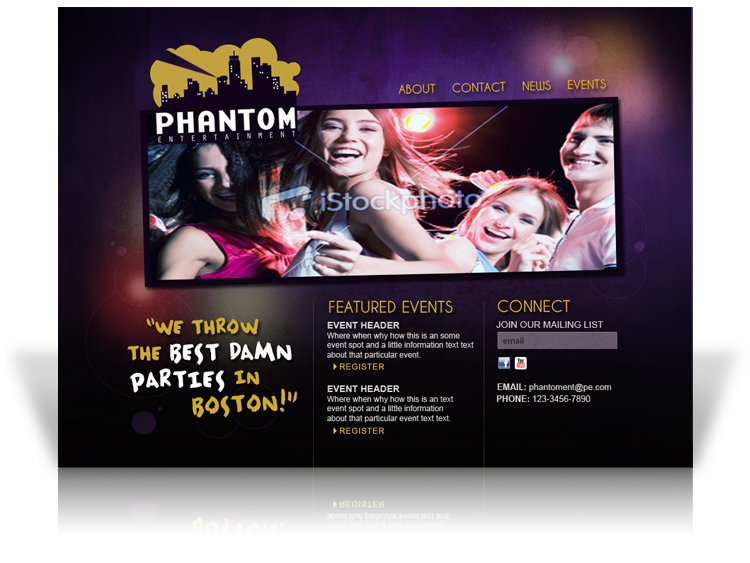 PHANTOM
ENTERTAINMENT
ABOUT CONTACT NEWS EVENTS
iStockphoto
"WE THROW
THE BEST DAMN
PARTIES IN
BOSTON!"
FEATURED EVENTS
EVENT HEADER
Where when why how this is an some
event spot and a little information text text
about that particular event.
REGISTER
EVENT HEADER
Where when why how this is an text
event spot and a little information
about that particular event text text.
REGISTER
CONNECT
JOIN OUR MAILING LIST
email
EMAIL: phantoment@pe.com
PHONE: 123-3456-7890